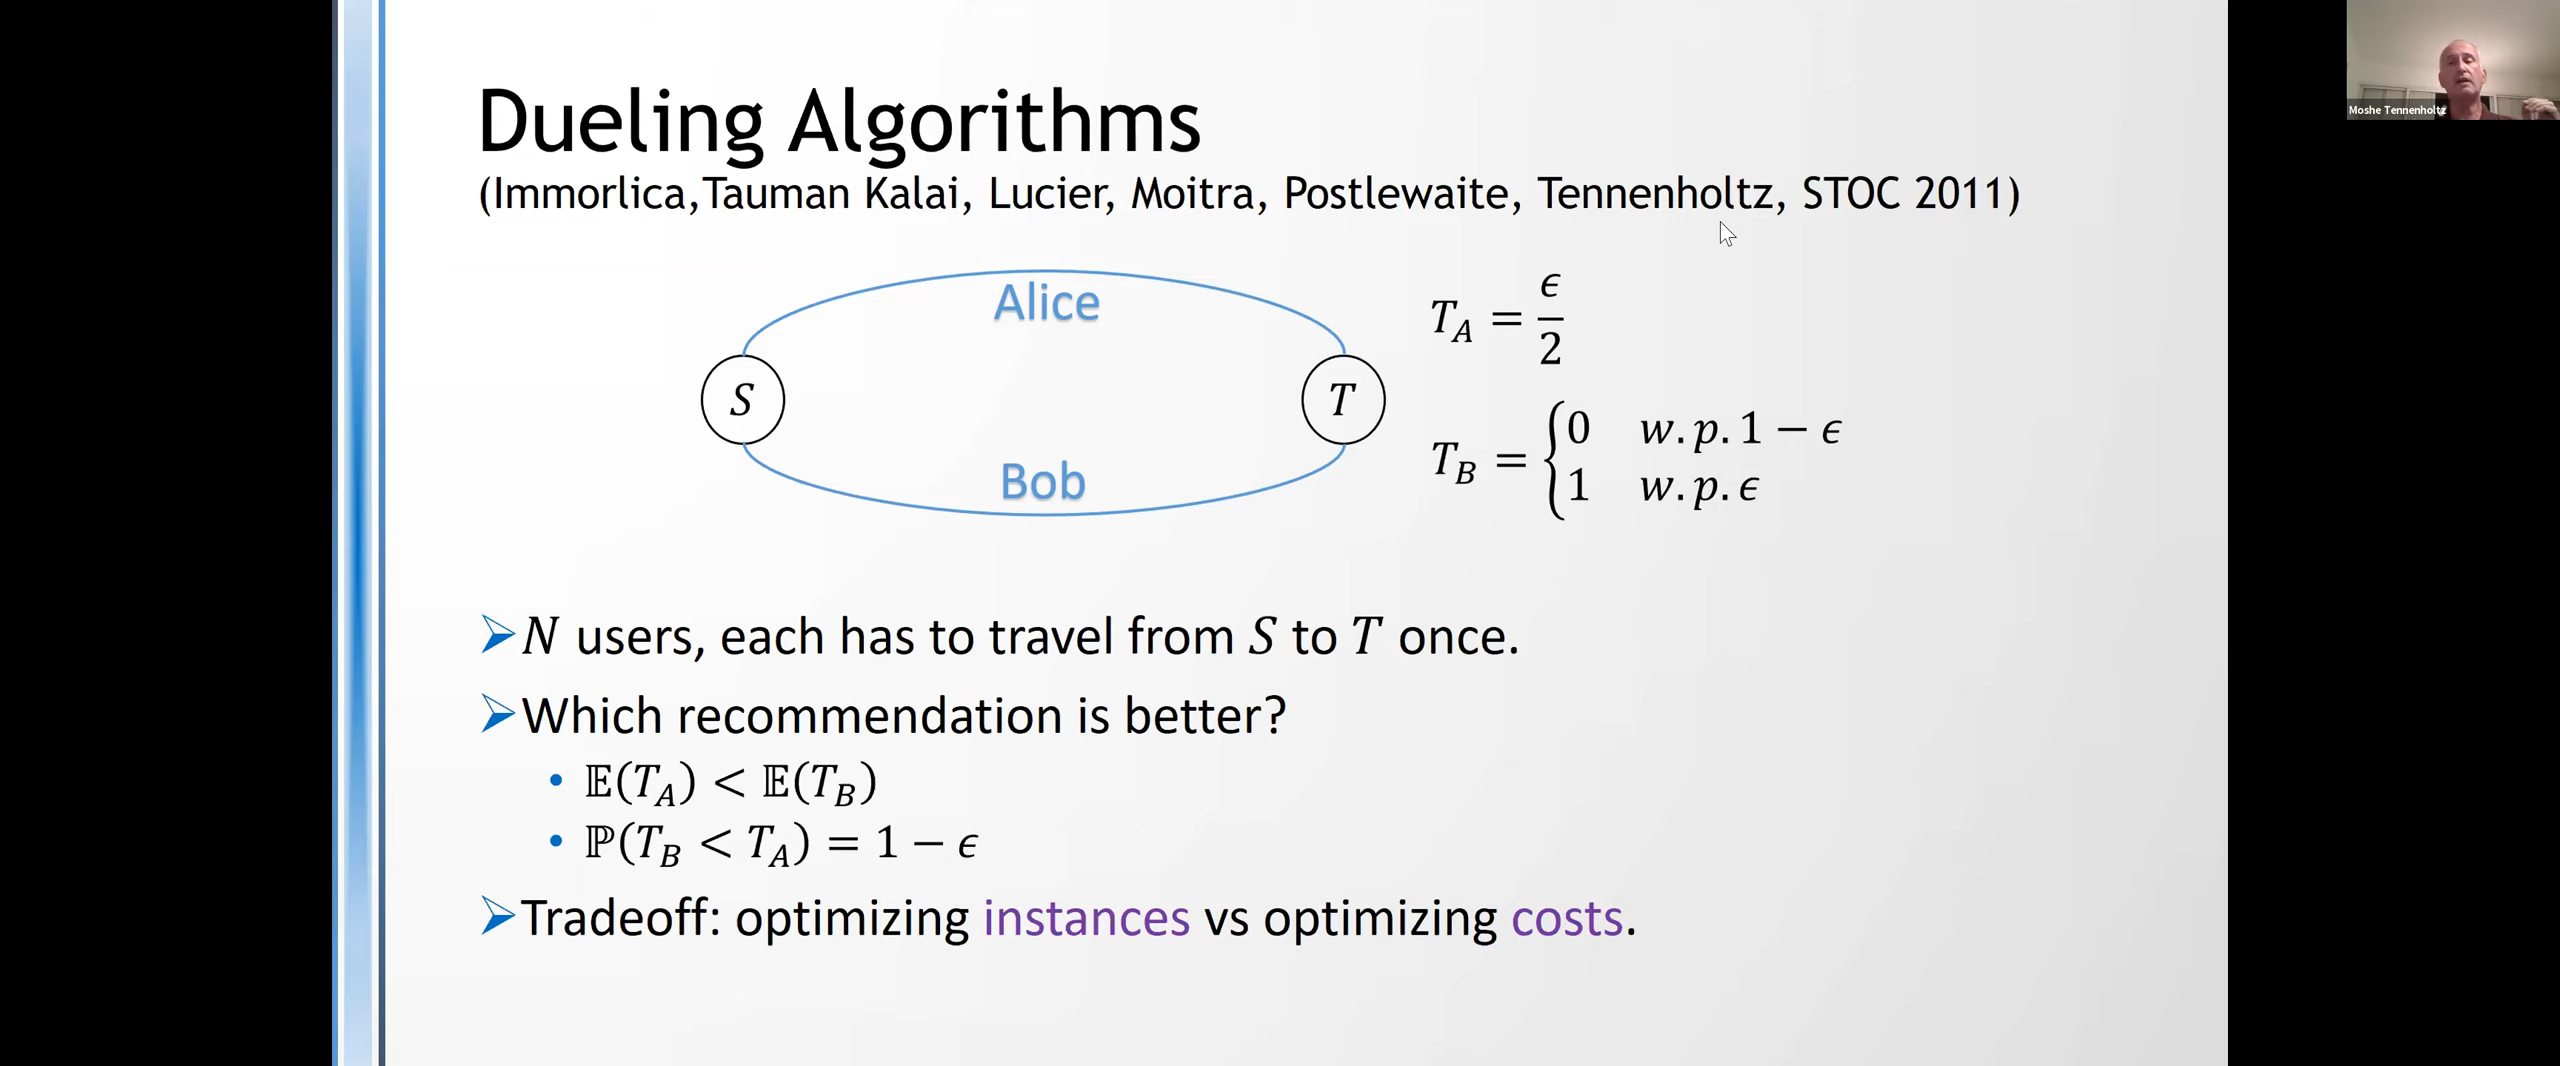 Dueling Algorithms
(Immorlica,Tauman Kalai, Lucier, Moitra, Postlewaite, Tennenholtz, STOC 2011)
Alice
S
T
Bob
T_A = ϵ/2
T_B = { 0 w.p. 1 − ϵ
1 w.p. ϵ
➢N users, each has to travel from S to T once.
➢Which recommendation is better?
• 𝔼(T_A) < 𝔼(T_B)
• ℙ(T_B < T_A) = 1 − ϵ
➢Tradeoff: optimizing instances vs optimizing costs.
Moshe Tennenholtz